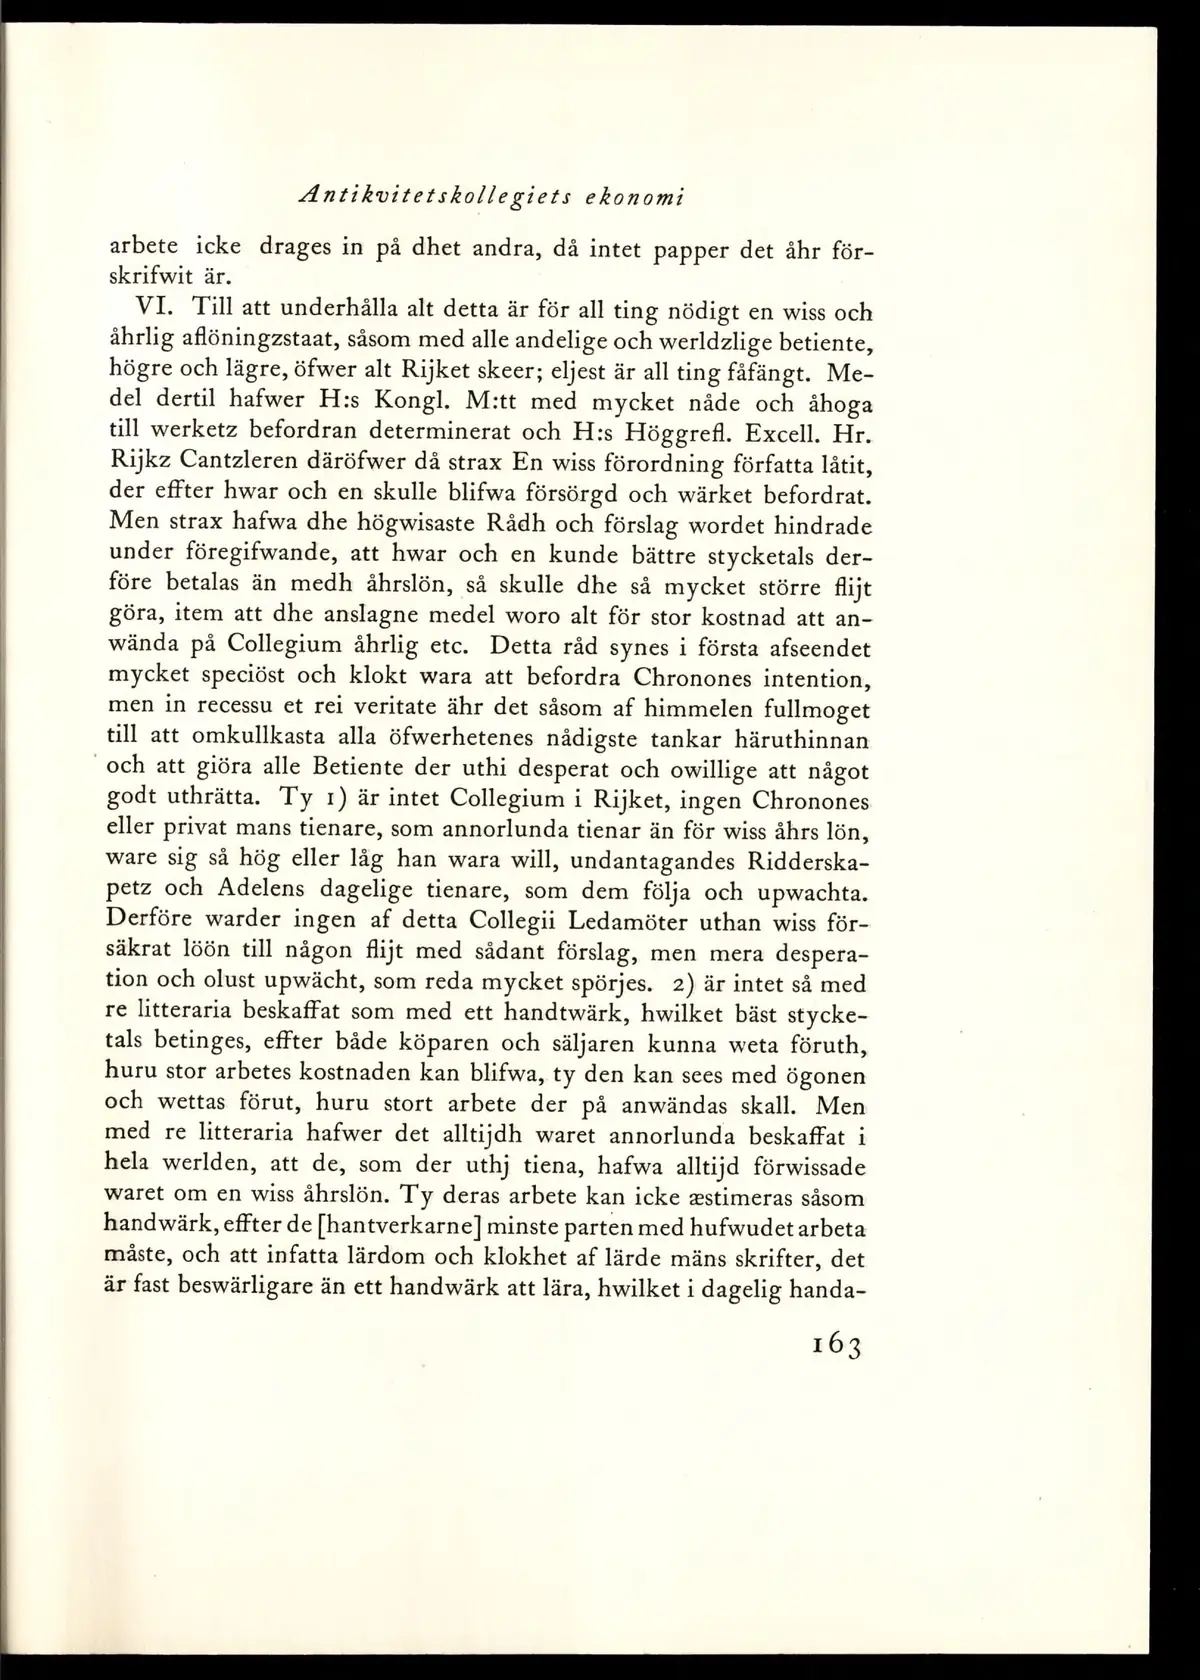 Antikvitetskollegiets ekonomi
arbete icke drages in på dhet andra, då intet papper det åhr för-
skrifwit är.
VI. Till att underhålla alt detta är för all ting nödigt en wiss och
åhrlig aflöningzstaat, såsom med alle andelige och werldzlige betiente,
högre och lägre, öfwer alt Rijket skeer; eljest är all ting fåfängt. Me-
del dertil hafwer H:s Kongl. M:tt med mycket nåde och åhoga
till werketz befordran determinerat och H:s Höggrefl. Excell. Hr.
Rijkz Cantzleren däröfwer då strax En wiss förordning författa låtit,
der effter hwar och en skulle blifwa försörgd och wärket befordrat.
Men strax hafwa dhe högwisaste Rådh och förslag wordet hindrade
under föregifwande, att hwar och en kunde bättre stycketals der-
före betalas än medh åhrslön, så skulle dhe så mycket större flijt
göra, item att dhe anslagne medel woro alt för stor kostnad att an-
wända på Collegium åhrlig etc. Detta råd synes i första afseendet
mycket speciöst och klokt wara att befordra Chronones intention,
men in recessu et rei veritate ähr det såsom af himmelen fullmoget
till att omkullkasta alla öfwerhetenes nådigste tankar häruthinnan
och att giöra alle Betiente der uthi desperat och owillige att något
godt uthrätta. Ty 1) är intet Collegium i Rijket, ingen Chronones
eller privat mans tienare, som annorlunda tienar än för wiss åhrs lön,
ware sig så hög eller låg han wara will, undantagandes Ridderska-
petz och Adelens dagelige tienare, som dem följa och upwachta.
Derföre warder ingen af detta Collegii Ledamöter uthan wiss för-
säkrat löön till någon flijt med sådant förslag, men mera despera-
tion och olust upwächt, som reda mycket spörjes. 2) är intet så med
re litteraria beskaffat som med ett handtwärk, hwilket bäst stycke-
tals betinges, effter både köparen och säljaren kunna weta föruth,
huru stor arbetes kostnaden kan blifwa, ty den kan sees med ögonen
och wettas förut, huru stort arbete der på anwändas skall. Men
med re litteraria hafwer det alltijdh waret annorlunda beskaffat i
hela werlden, att de, som der uthj tiena, hafwa alltijd förwissade
waret om en wiss åhrslön. Ty deras arbete kan icke æstimeras såsom
handwärk, effter de [hantverkarne] minste parten med hufwudet arbeta
måste, och att infatta lärdom och klokhet af lärde mäns skrifter, det
är fast beswärligare än ett handwärk att lära, hwilket i dagelig handa-
163